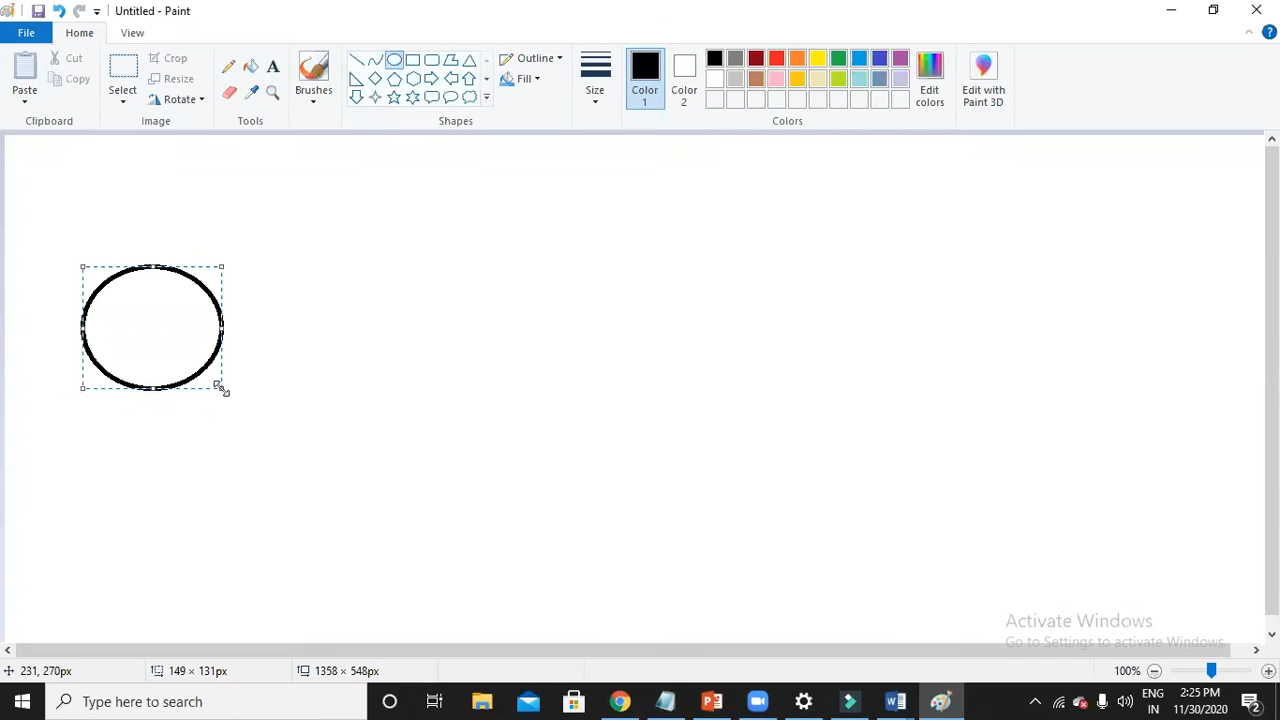 Untitled - Paint
File Home View
Paste
Cut
Copy
Clipboard
Select
Crop
Resize
Rotate
Image
A
Tools
Brushes
Shapes
Outline
Fill
Size
Color 1
Color 2
Edit colors
Colors
Edit with Paint 3D
Activate Windows
Go to Settings to activate Windows.
231, 270px 149 × 131px 1358 × 548px 100%
Type here to search
ENG IN
2:25 PM
11/30/2020
2